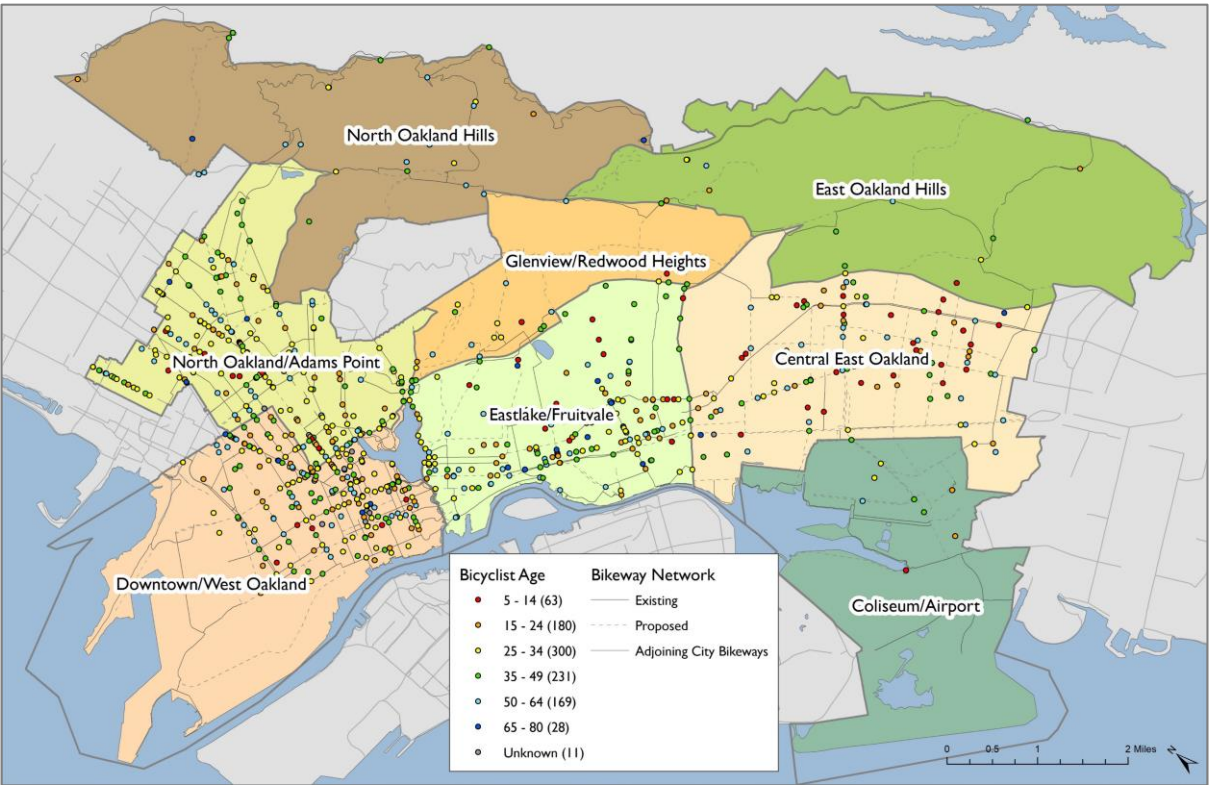 North Oakland Hills
East Oakland Hills
Glenview/Redwood Heights
North Oakland/Adams Point
Central East Oakland
Eastlake/Fruitvale
Downtown/West Oakland
Coliseum/Airport
Bicyclist Age
5 - 14 (63)
15 - 24 (180)
25 - 34 (300)
35 - 49 (231)
50 - 64 (169)
65 - 80 (28)
Unknown (11)
Bikeway Network
Existing
Proposed
Adjoining City Bikeways
0 0.5 1 2 Miles
N